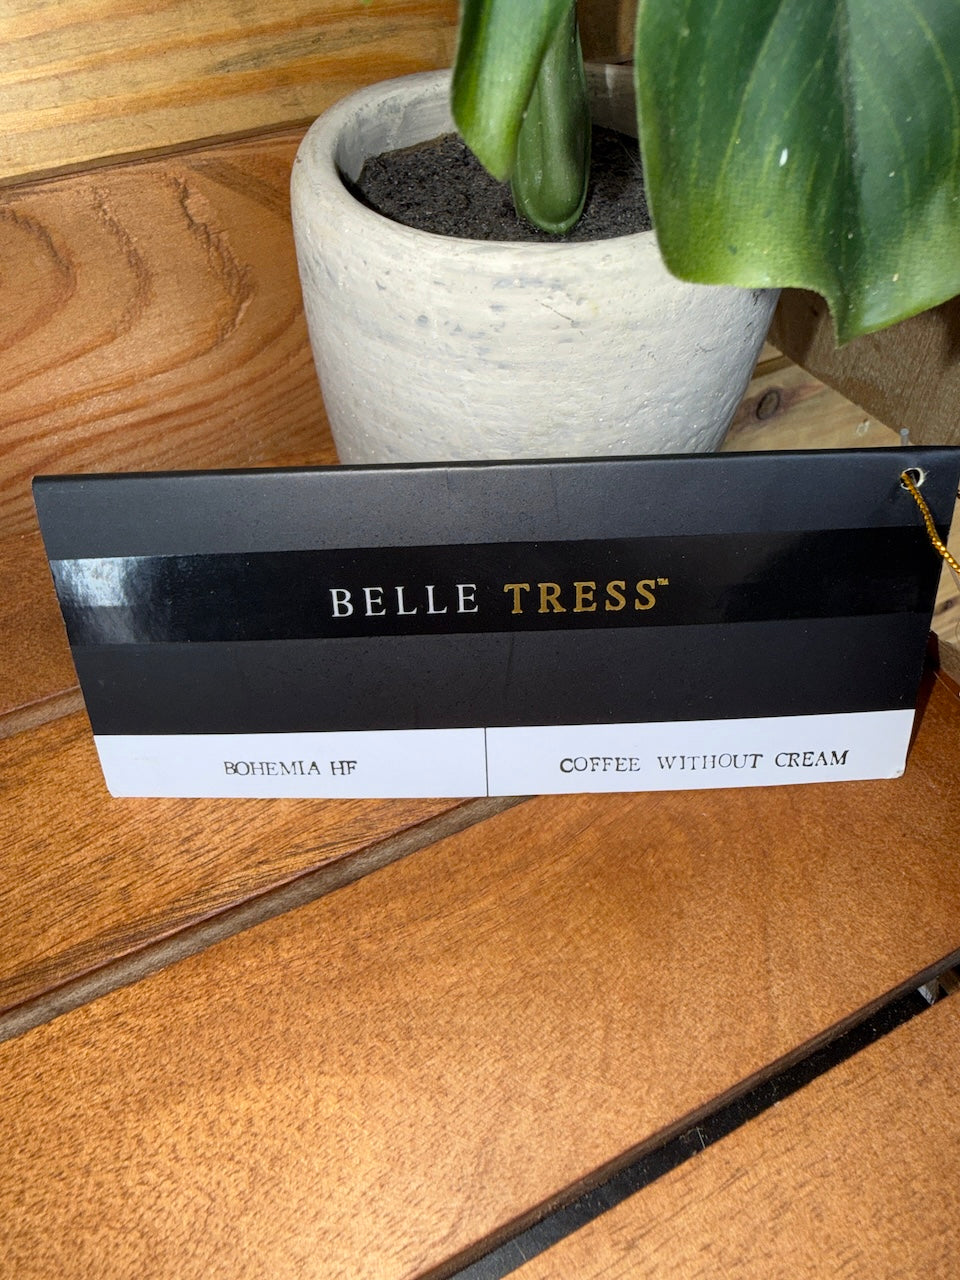 BELLE TRESS™
BOHEMIA HF
COFFEE WITHOUT CREAM